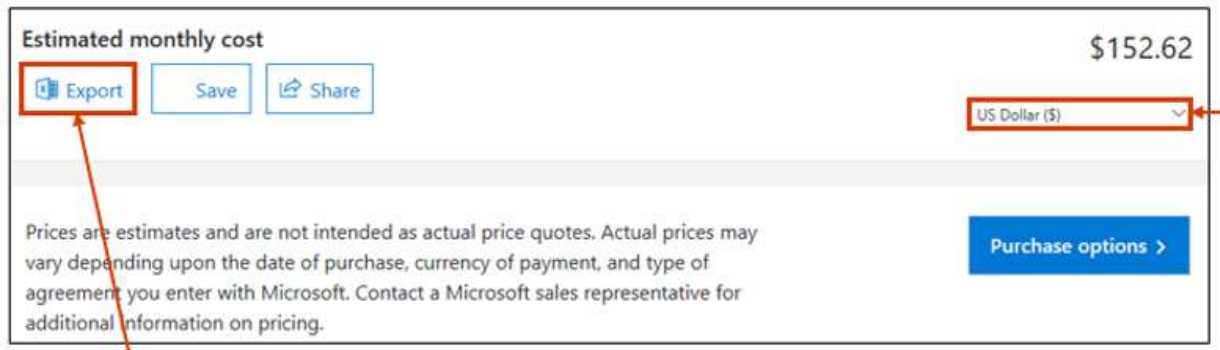 Estimated monthly cost
$152.62
Export Save Share
US Dollar ($)
Prices are estimates and are not intended as actual price quotes. Actual prices may
vary depending upon the date of purchase, currency of payment, and type of
agreement you enter with Microsoft. Contact a Microsoft sales representative for
additional information on pricing.
Purchase options >